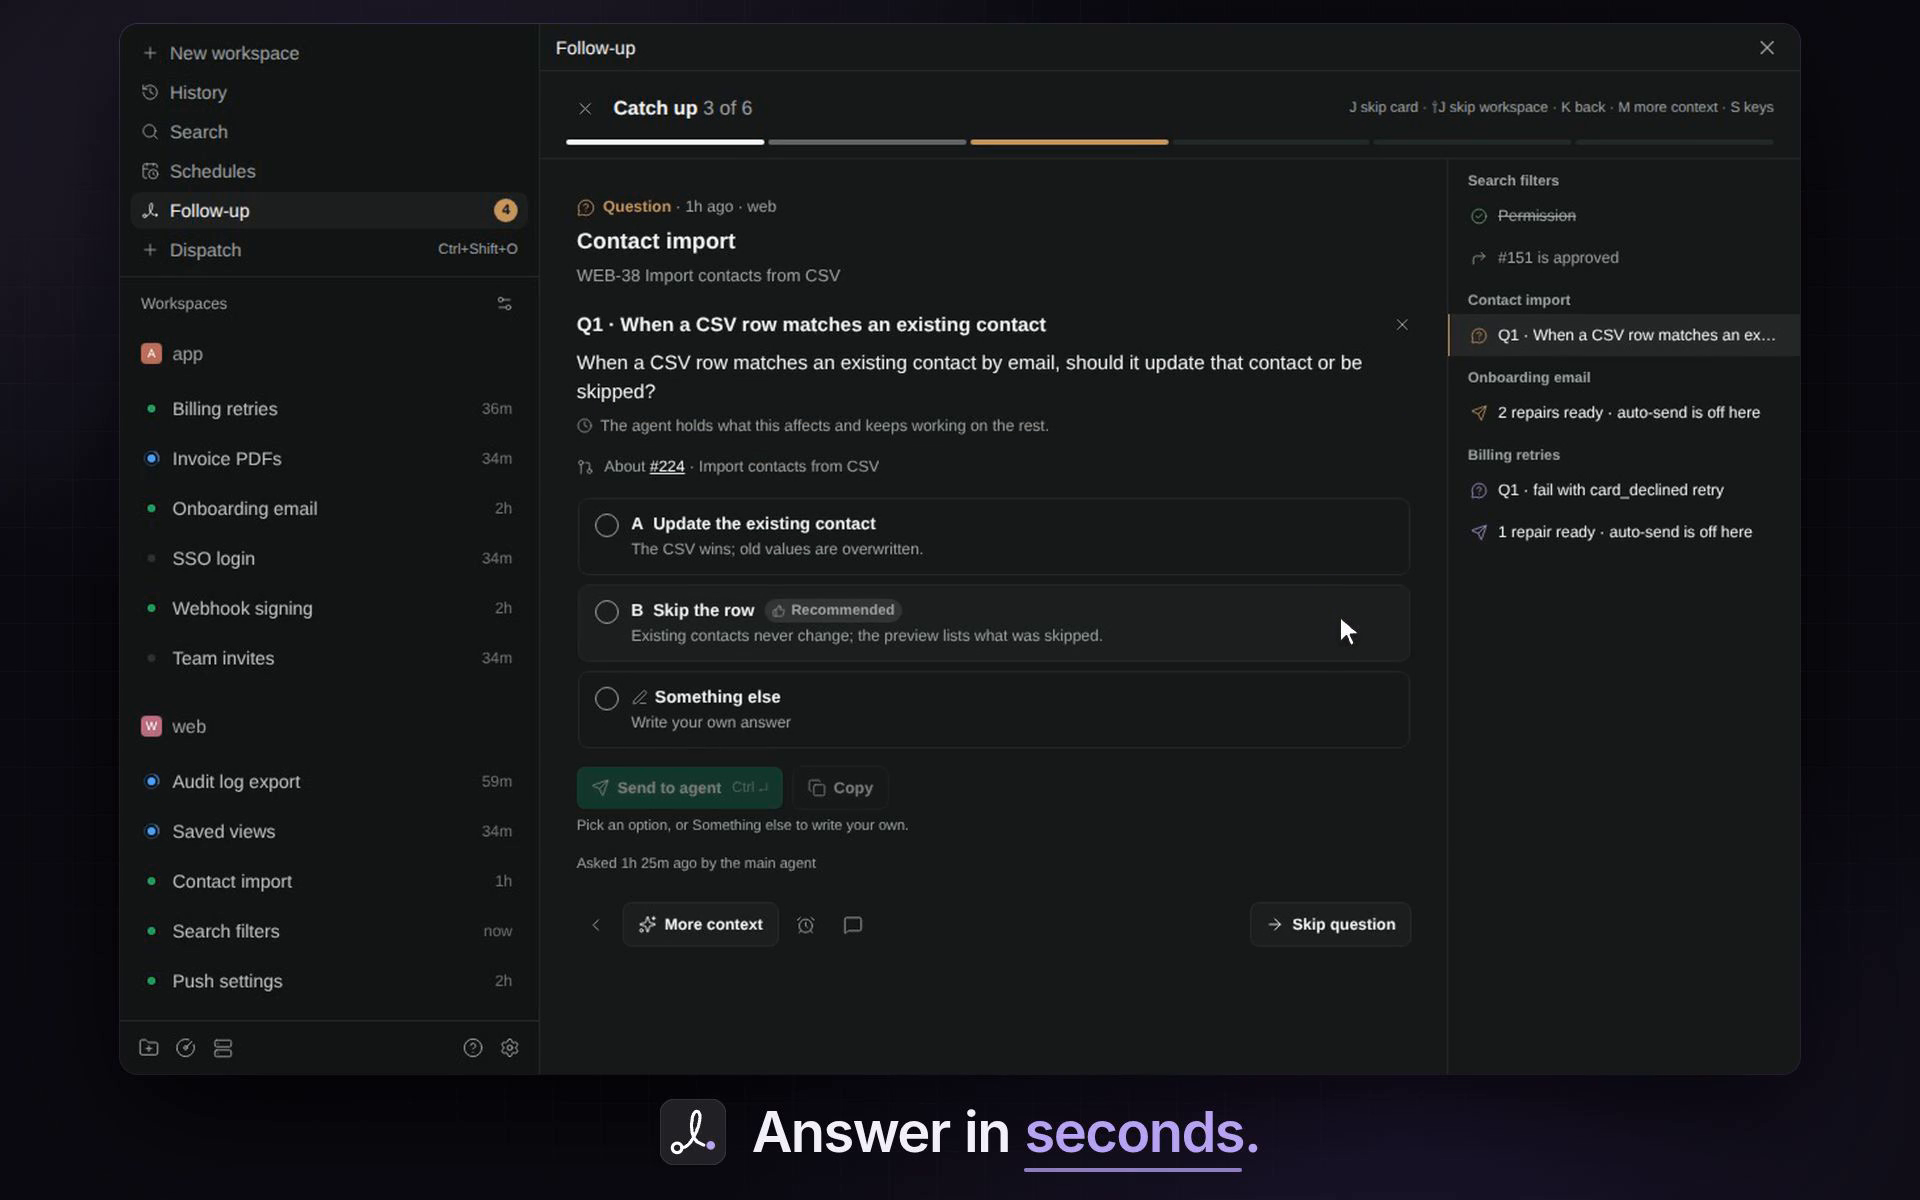 New workspace
History
Search
Schedules
Follow-up 4
Dispatch Ctrl+Shift+O
Workspaces
A app
Billing retries 36m
Invoice PDFs 34m
Onboarding email 2h
SSO login 34m
Webhook signing 2h
Team invites 34m
W web
Audit log export 59m
Saved views 34m
Contact import 1h
Search filters now
Push settings 2h
Follow-up
Catch up 3 of 6
J skip card · ⇧J skip workspace · K back · M more context · S keys
Question · 1h ago · web
Contact import
WEB-38 Import contacts from CSV
Q1 · When a CSV row matches an existing contact
When a CSV row matches an existing contact by email, should it update that contact or be
skipped?
The agent holds what this affects and keeps working on the rest.
About #224 · Import contacts from CSV
A Update the existing contact
The CSV wins; old values are overwritten.
B Skip the row Recommended
Existing contacts never change; the preview lists what was skipped.
Something else
Write your own answer
Send to agent Ctrl ↵
Copy
Pick an option, or Something else to write your own.
Asked 1h 25m ago by the main agent
More context
Skip question
Search filters
Permission
#151 is approved
Contact import
Q1 · When a CSV row matches an ex...
Onboarding email
2 repairs ready · auto-send is off here
Billing retries
Q1 · fail with card_declined retry
1 repair ready · auto-send is off here
Answer in seconds.